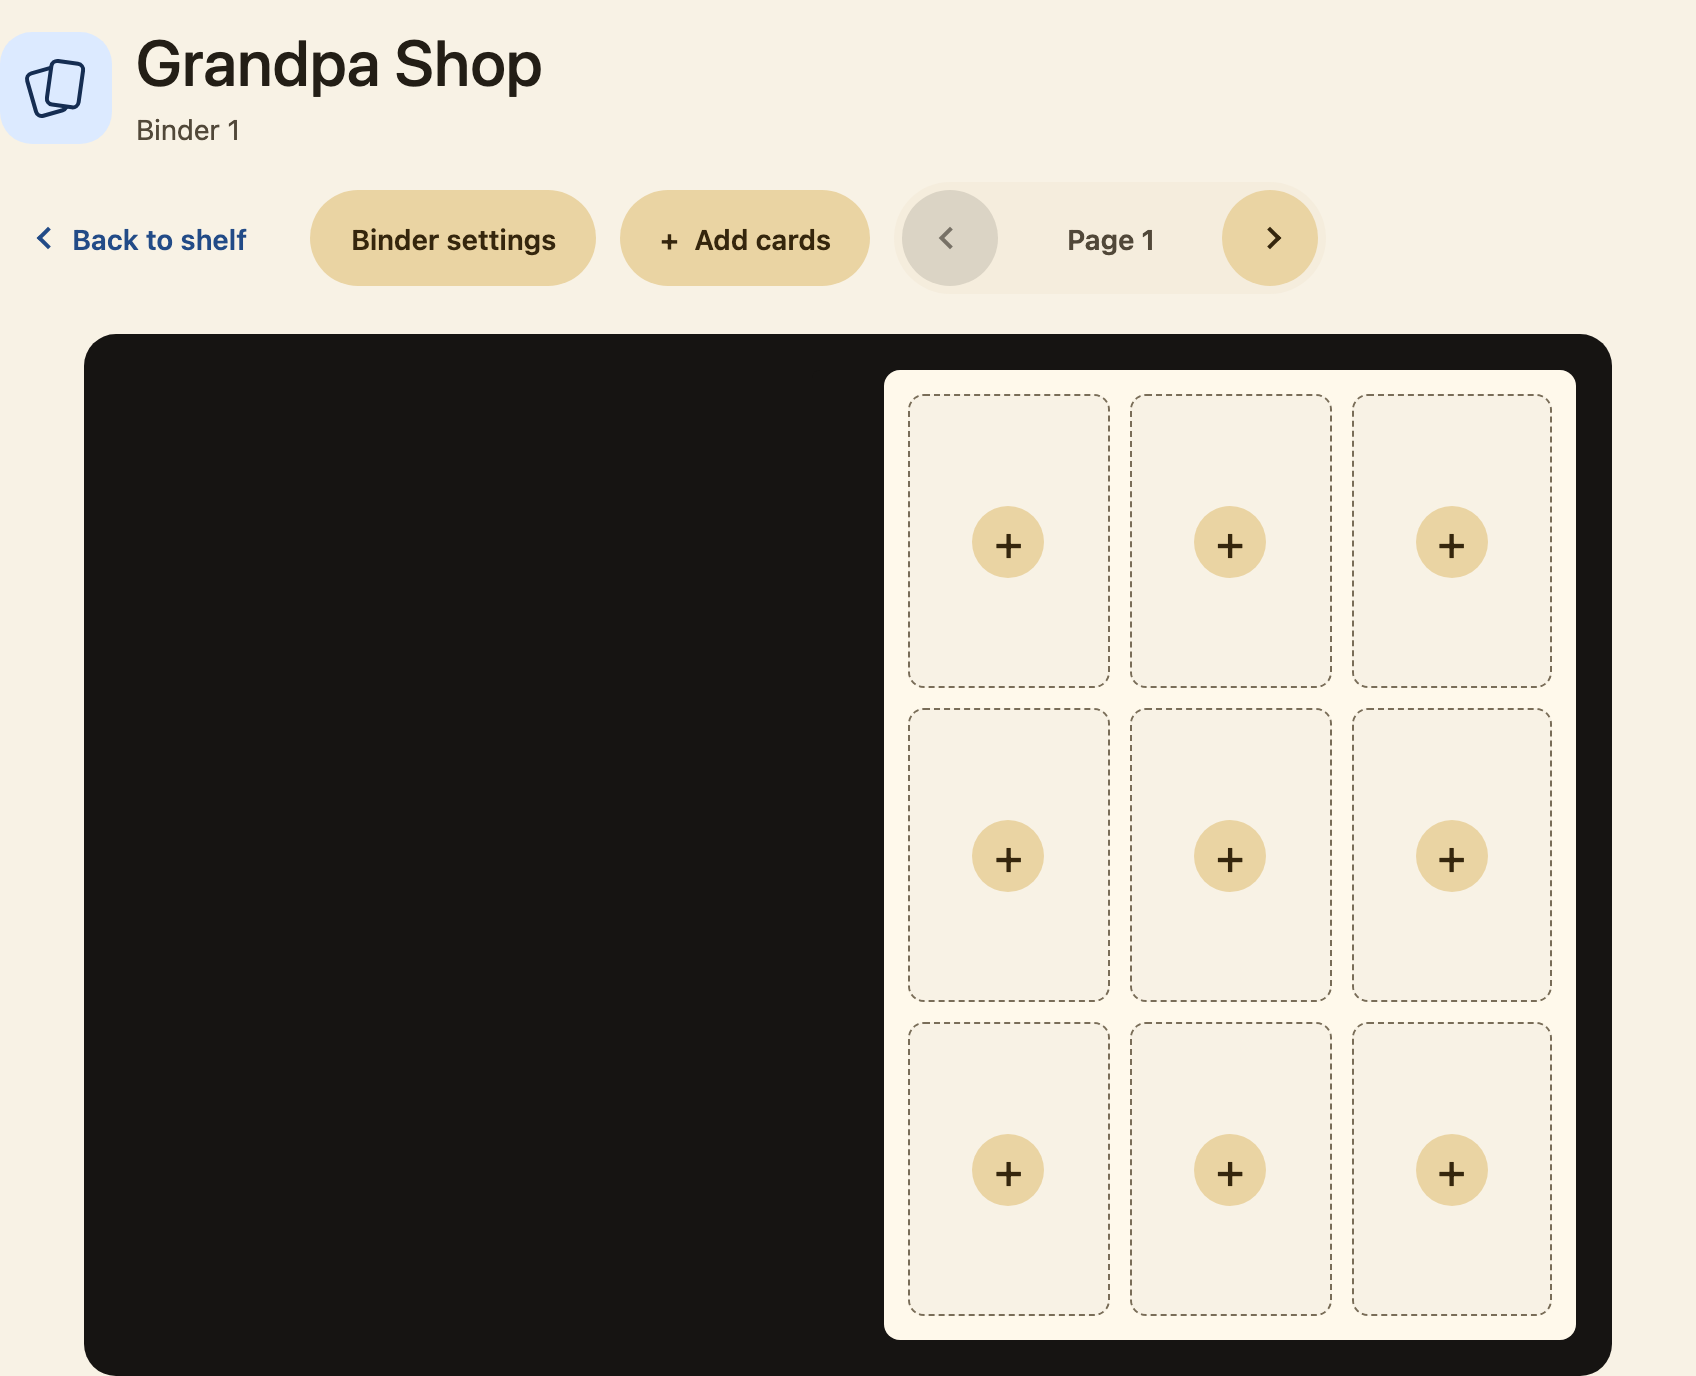 Grandpa Shop
Binder 1
Back to shelf
Binder settings
+ Add cards
Page 1
+ + +
+ + +
+ + +